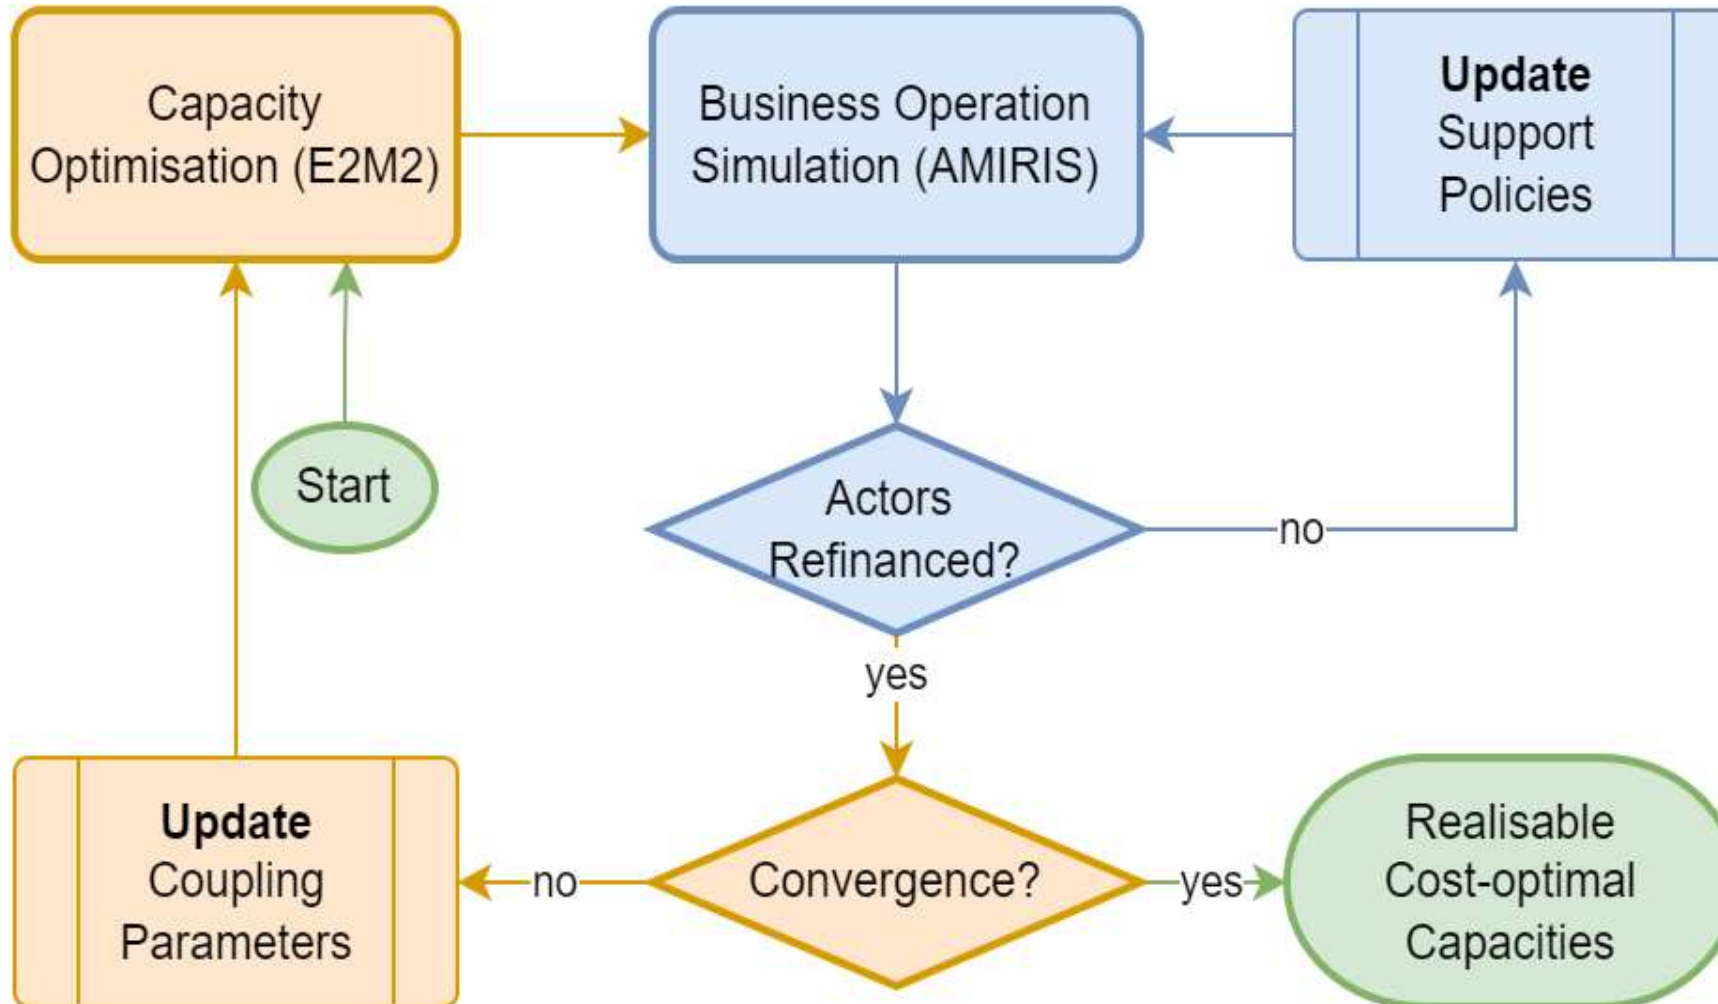 Capacity
Optimisation (E2M2)
Business Operation
Simulation (AMIRIS)
Update
Support
Policies
Start
Actors
Refinanced?
no
yes
Update
Coupling
Parameters
no
Convergence?
yes
Realisable
Cost-optimal
Capacities